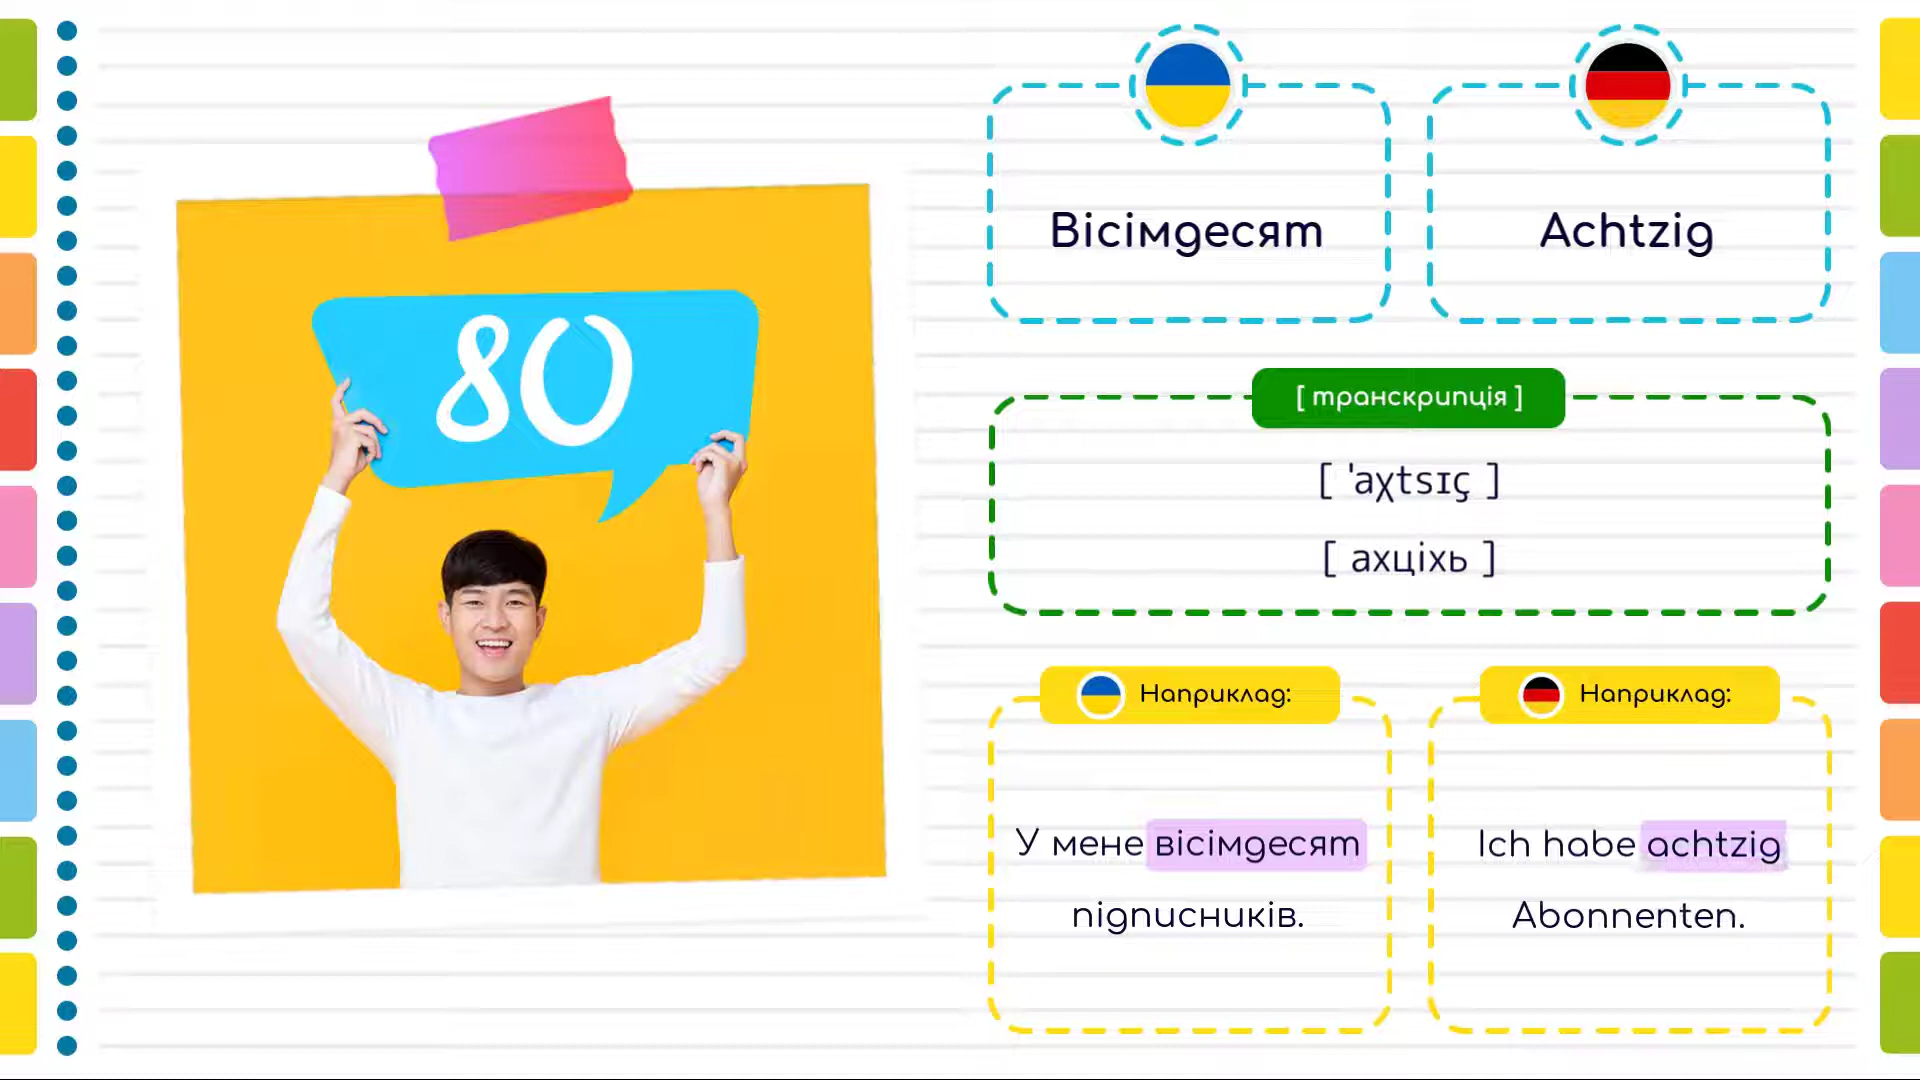 80
Вісімдесят
Achtzig
[ транскрипція ]
[ ˈaχtsɪç ]
[ ахціхь ]
Наприклад:
У мене вісімдесят
підписників.
Наприклад:
Ich habe achtzig
Abonnenten.